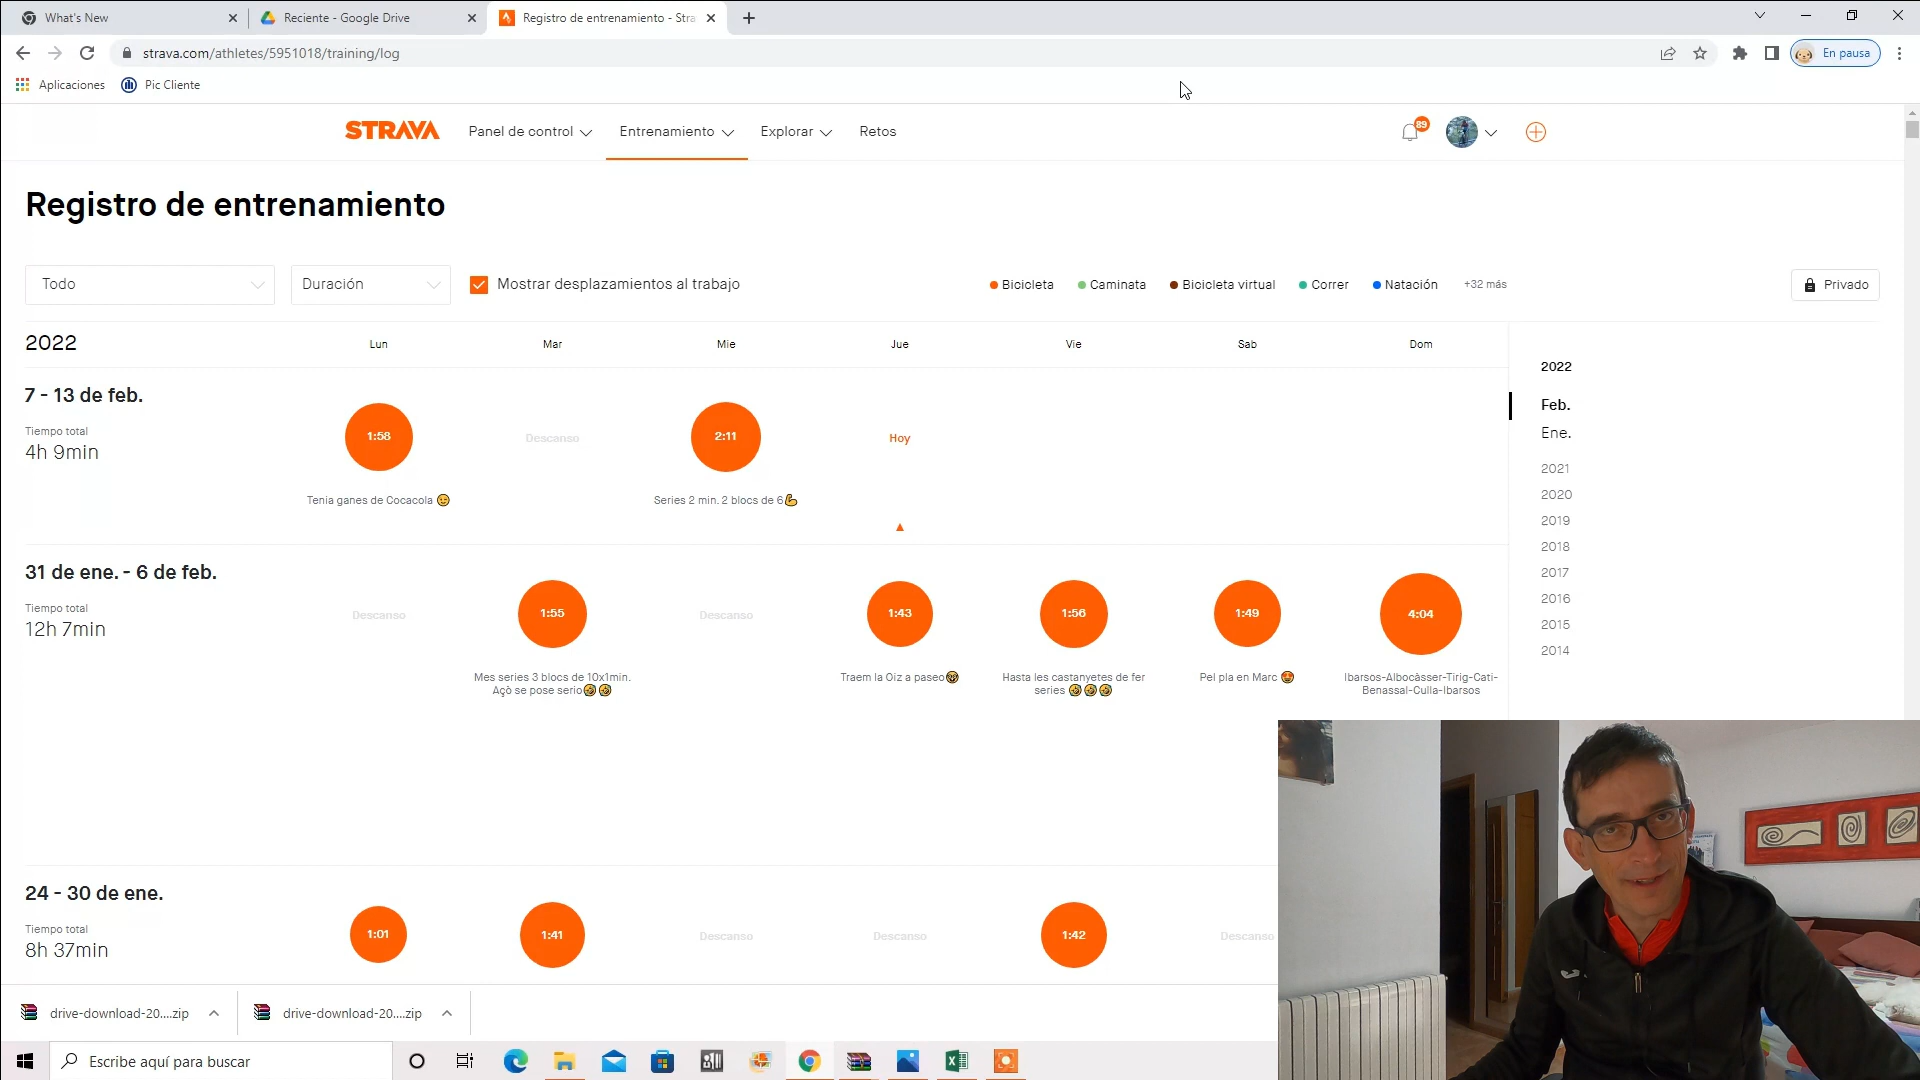 What's New
Reciente - Google Drive
Registro de entrenamiento - Stra
strava.com/athletes/5951018/training/log
En pausa
Aplicaciones
Pic Cliente
STRAVA
Panel de control
Entrenamiento
Explorar
Retos
89
Registro de entrenamiento
Todo
Duración
Mostrar desplazamientos al trabajo
Bicicleta
Caminata
Bicicleta virtual
Correr
Natación
+32 más
Privado
2022
Lun
Mar
Mie
Jue
Vie
Sab
Dom
2022
Feb.
Ene.
2021
2020
2019
2018
2017
2016
2015
2014
7 - 13 de feb.
Tiempo total
4h 9min
1:58
Tenia ganes de Cocacola 😉
Descanso
2:11
Series 2 min. 2 blocs de 6💪
Hoy
31 de ene. - 6 de feb.
Tiempo total
12h 7min
Descanso
1:55
Mes series 3 blocs de 10x1min.
Açò se pose serio🤣🤣
Descanso
1:43
Traem la Oiz a paseo🤓
1:56
Hasta les castanyetes de fer
series 🤣🤣🤣
1:49
Pel pla en Marc 😍
4:04
Ibarsos-Albocàsser-Tirig-Cati-
Benassal-Culla-Ibarsos
24 - 30 de ene.
Tiempo total
8h 37min
1:01
1:41
Descanso
Descanso
1:42
Descanso
drive-download-20....zip
drive-download-20....zip
Escribe aquí para buscar